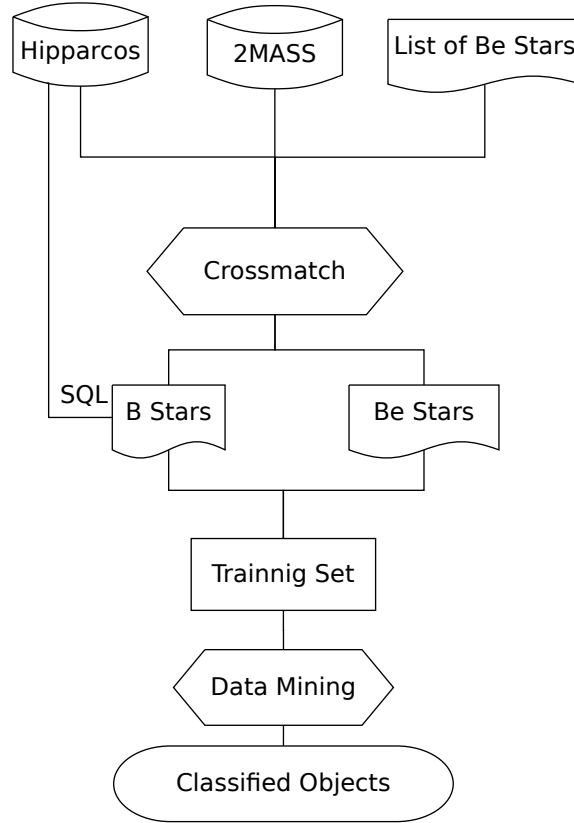 Hipparcos
2MASS
List of Be Stars
Crossmatch
SQL
B Stars
Be Stars
Trainnig Set
Data Mining
Classified Objects